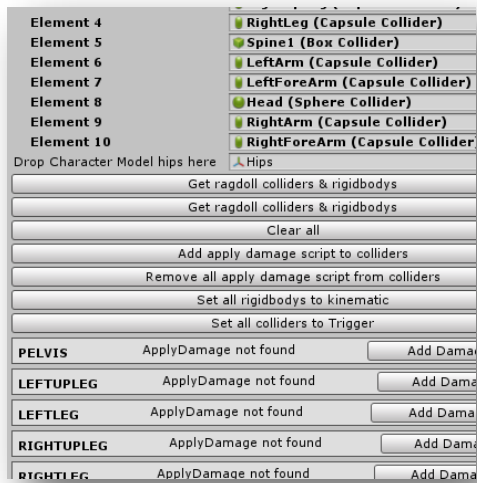 Element 4 RightLeg (Capsule Collider)
Element 5 Spine1 (Box Collider)
Element 6 LeftArm (Capsule Collider)
Element 7 LeftForeArm (Capsule Collider)
Element 8 Head (Sphere Collider)
Element 9 RightArm (Capsule Collider)
Element 10 RightForeArm (Capsule Collider
Drop Character Model hips here Hips
Get ragdoll colliders & rigidbodys
Get ragdoll colliders & rigidbodys
Clear all
Add apply damage script to colliders
Remove all apply damage script from colliders
Set all rigidbodys to kinematic
Set all colliders to Trigger
PELVIS ApplyDamage not found Add Damag
LEFTUPLEG ApplyDamage not found Add Dama
LEFTLEG ApplyDamage not found Add Dama
RIGHTUPLEG ApplyDamage not found Add Dama
RIGHTLEG ApplyDamage not found Add Dama